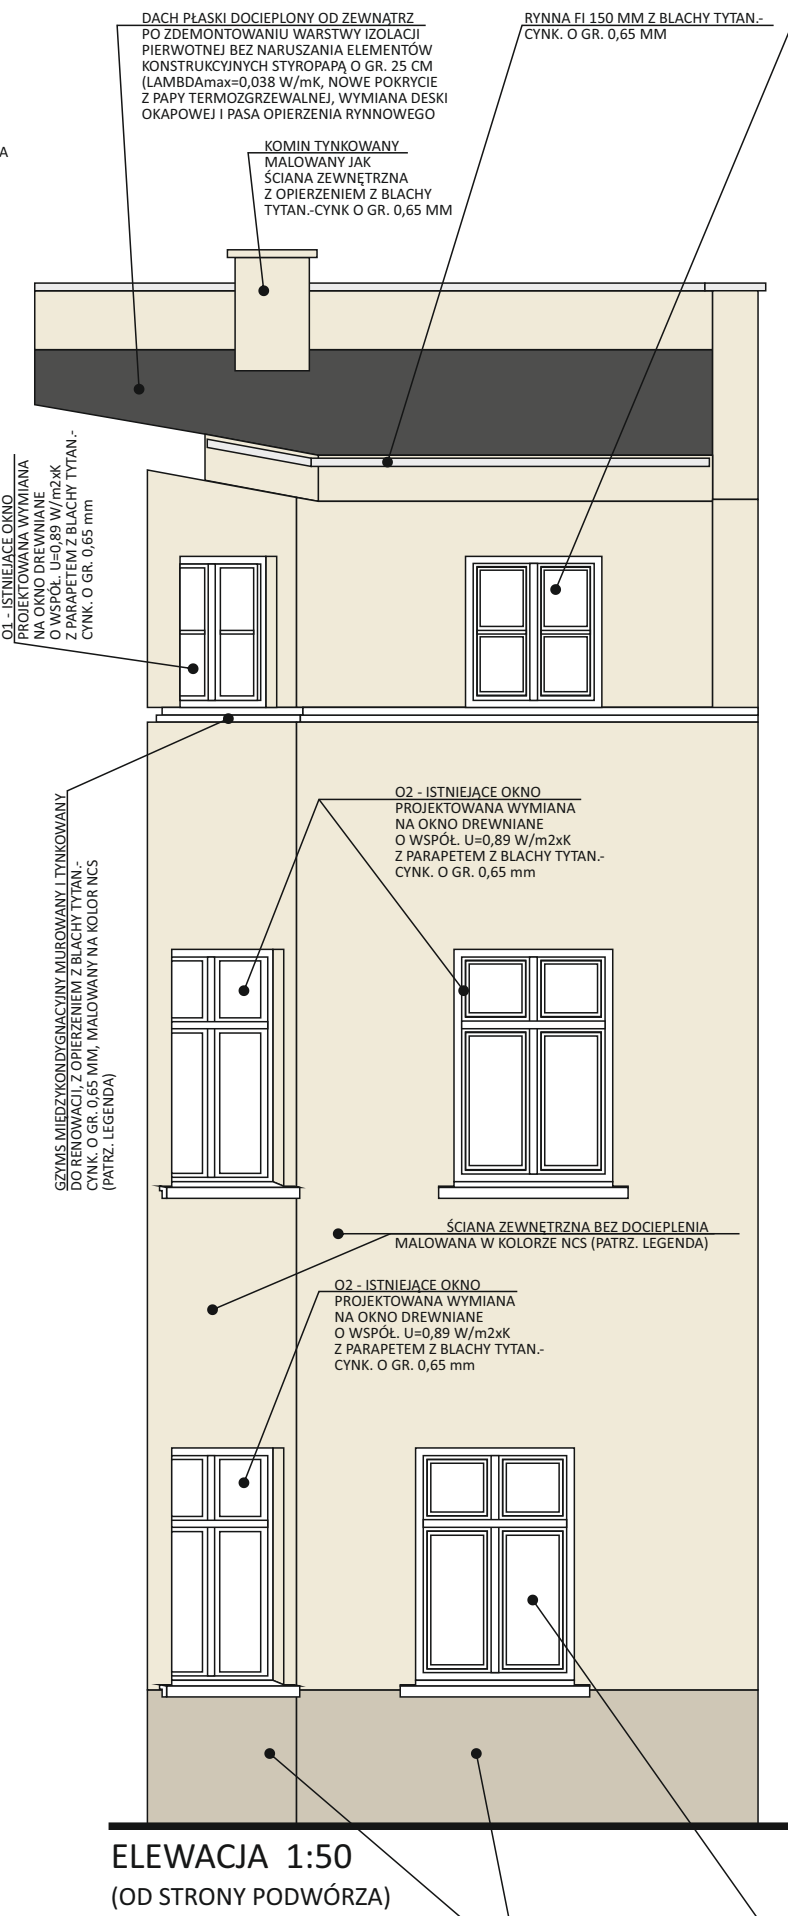 DACH PŁASKI DOCIEPLONY OD ZEWNĄTRZ
PO ZDEMONTOWANIU WARSTWY IZOLACJI
PIERWOTNEJ BEZ NARUSZANIA ELEMENTÓW
KONSTRUKCYJNYCH STYROPAPĄ O GR. 25 CM
(LAMBDAmax=0,038 W/mK, NOWE POKRYCIE
Z PAPY TERMOZGRZEWALNEJ, WYMIANA DESKI
OKAPOWEJ I PASA OPIERZENIA RYNNOWEGO
RYNNA FI 150 MM Z BLACHY TYTAN.-
CYNK. O GR. 0,65 MM
A
KOMIN TYNKOWANY
MALOWANY JAK
ŚCIANA ZEWNĘTRZNA
Z OPIERZENIEM Z BLACHY
TYTAN.-CYNK O GR. 0,65 MM
O1 - ISTNIEJĄCE OKNO
PROJEKTOWANA WYMIANA
NA OKNO DREWNIANE
O WSPÓŁ. U=0,89 W/m2xK
Z PARAPETEM Z BLACHY TYTAN.-
CYNK. O GR. 0,65 mm
O2 - ISTNIEJĄCE OKNO
PROJEKTOWANA WYMIANA
NA OKNO DREWNIANE
O WSPÓŁ. U=0,89 W/m2xK
Z PARAPETEM Z BLACHY TYTAN.-
CYNK. O GR. 0,65 mm
GZYMS MIĘDZYKONDYGNACYJNY MUROWANY I TYNKOWANY
DO RENOWACJI, Z OPIERZENIEM Z BLACHY TYTAN.-
CYNK. O GR. 0,65 MM, MALOWANY NA KOLOR NCS
(PATRZ. LEGENDA)
ŚCIANA ZEWNĘTRZNA BEZ DOCIEPLENIA
MALOWANA W KOLORZE NCS (PATRZ. LEGENDA)
O2 - ISTNIEJĄCE OKNO
PROJEKTOWANA WYMIANA
NA OKNO DREWNIANE
O WSPÓŁ. U=0,89 W/m2xK
Z PARAPETEM Z BLACHY TYTAN.-
CYNK. O GR. 0,65 mm
ELEWACJA 1:50
(OD STRONY PODWÓRZA)